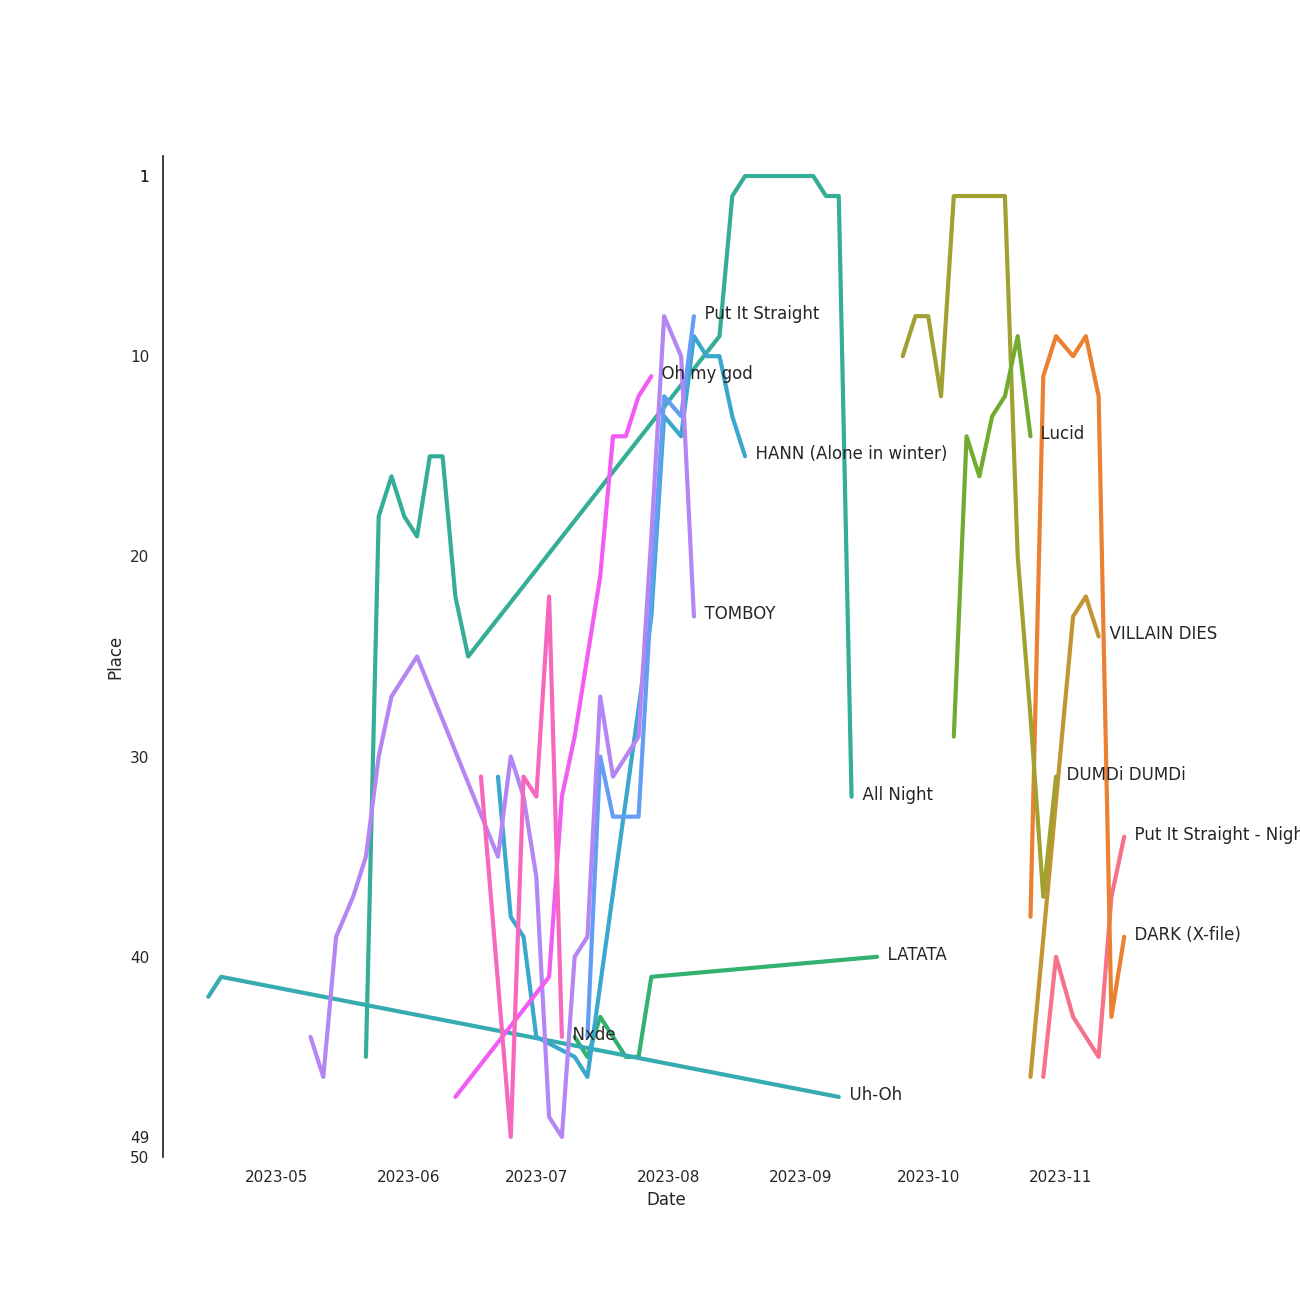 1
Put It Straight
10
Oh my god
Lucid
HANN (Alone in winter)
20
TOMBOY
VILLAIN DIES
Place
30
DUMDi DUMDi
All Night
Put It Straight - Nigh
40
LATATA
DARK (X-file)
Nxde
Uh-Oh
49
50
2023-05 2023-06 2023-07 2023-08 2023-09 2023-10 2023-11
Date